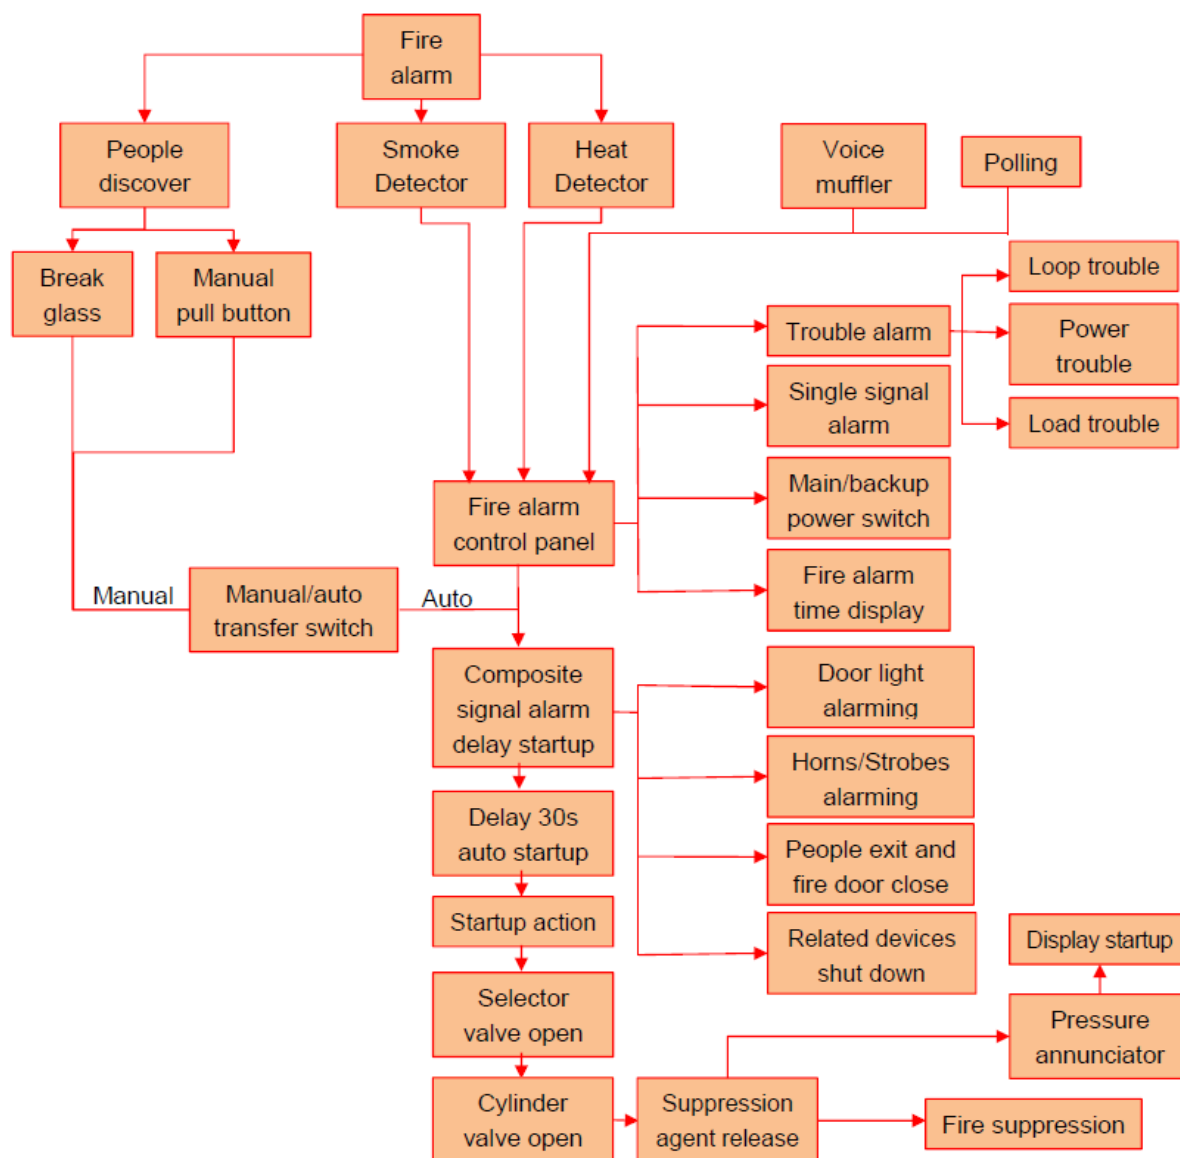 Fire
alarm
People
discover
Smoke
Detector
Heat
Detector
Voice
muffler
Polling
Break
glass
Manual
pull button
Loop trouble
Trouble alarm
Power
trouble
Single signal
alarm
Load trouble
Main/backup
power switch
Fire alarm
control panel
Fire alarm
time display
Manual
Manual/auto
transfer switch
Auto
Composite
signal alarm
delay startup
Door light
alarming
Horns/Strobes
alarming
Delay 30s
auto startup
People exit and
fire door close
Startup action
Related devices
shut down
Display startup
Selector
valve open
Pressure
annunciator
Cylinder
valve open
Suppression
agent release
Fire suppression